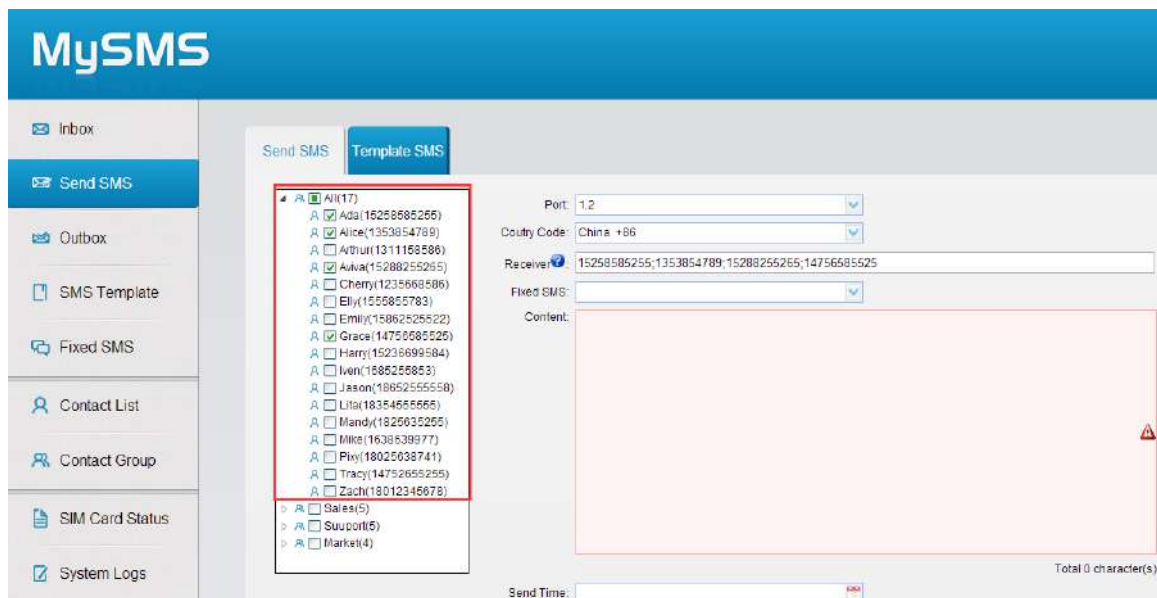 MySMS
Inbox
Send SMS
Outbox
SMS Template
Fixed SMS
Contact List
Contact Group
SIM Card Status
System Logs
Send SMS
Template SMS
All(17)
Ada(15258585255)
Alice(1353854789)
Arthur(1311158586)
Aviva(15288255265)
Cherry(1235668586)
Elly(1555855783)
Emily(15862525522)
Grace(14756585525)
Harry(15236699584)
Iven(1585255853)
Jason(18652555558)
Lita(18354555555)
Mandy(1825635255)
Mike(1638539977)
Pixy(18025638741)
Tracy(14752655255)
Zach(18012345678)
Sales(5)
Suuport(5)
Market(4)
Port: 1,2
Coutry Code: China +86
Receiver?: 15258585255;1353854789;15288255265;14756585525
Fixed SMS:
Content:
Total 0 character(s)
Send Time: